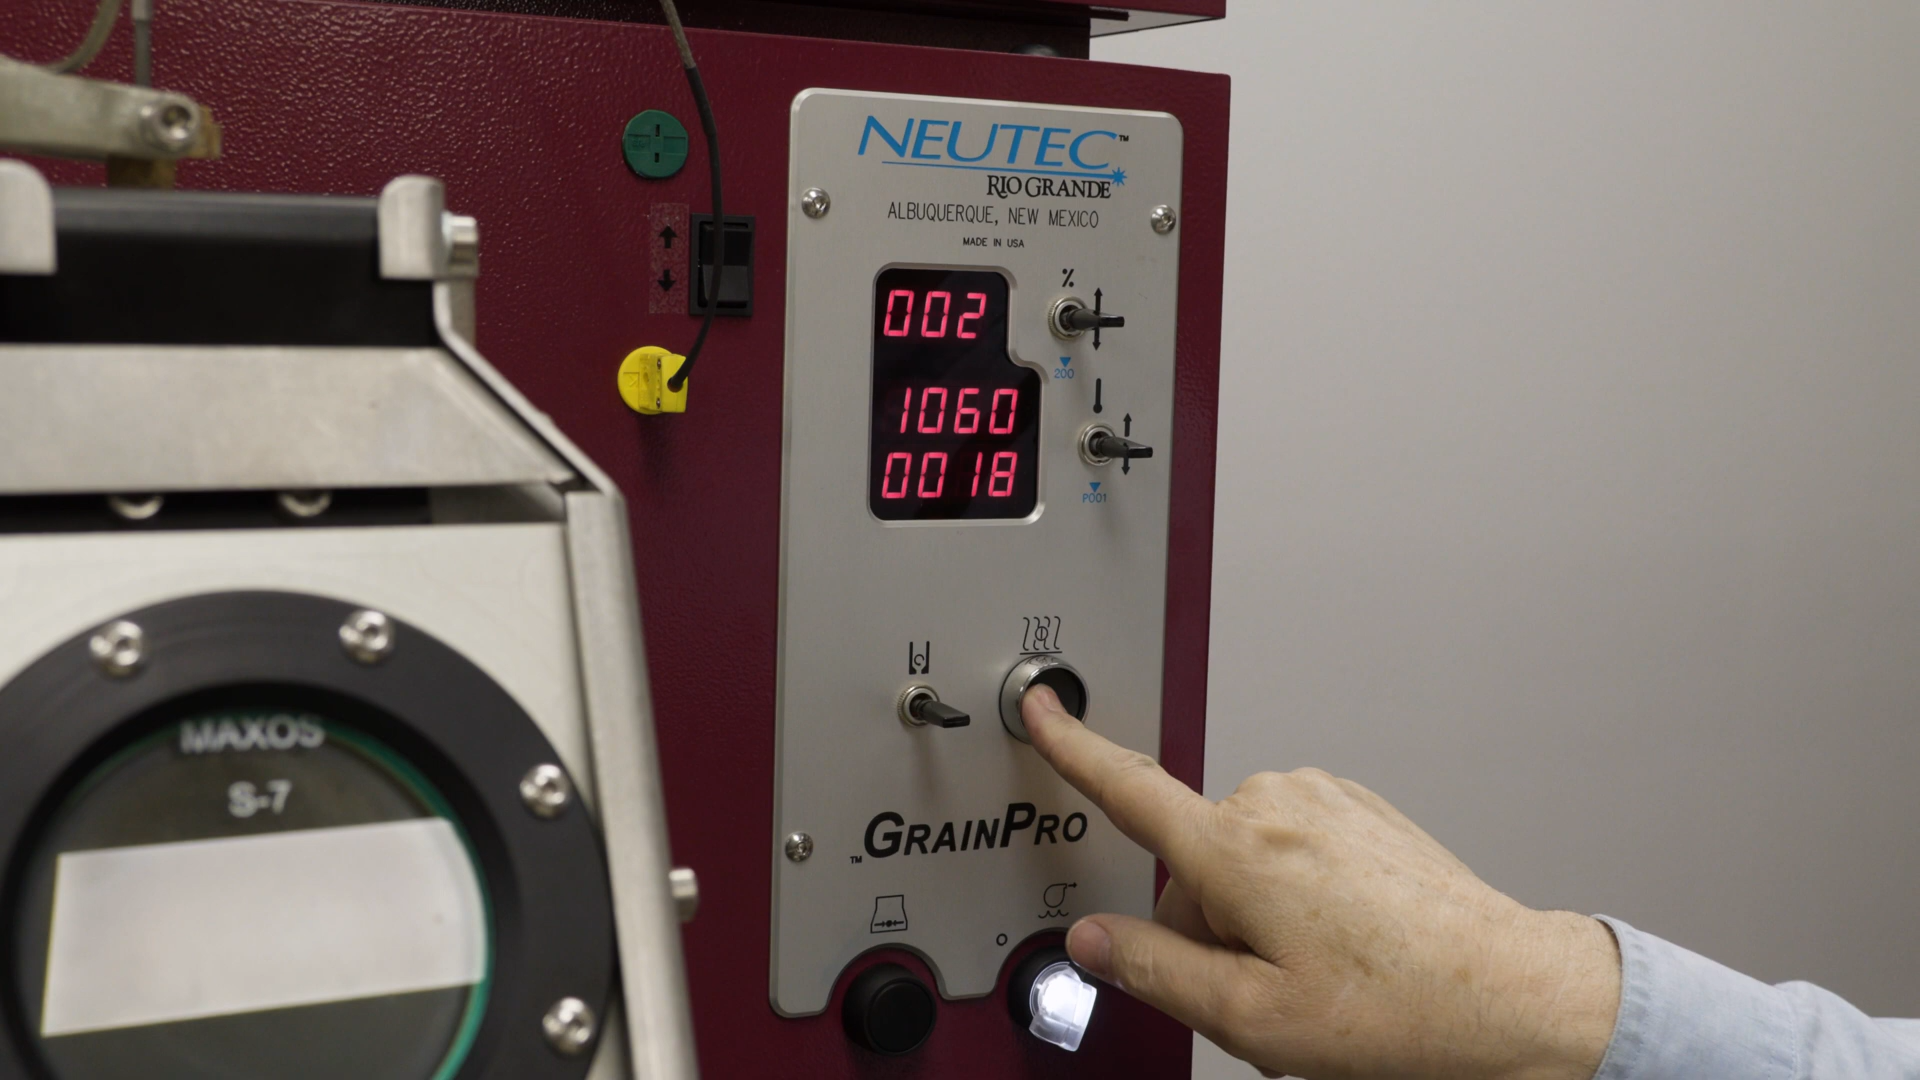 NEUTEC™
RIO GRANDE
ALBUQUERQUE, NEW MEXICO
MADE IN USA
%
002
200
1060
0018
P001
™GRAINPRO
MAXOS
S-7